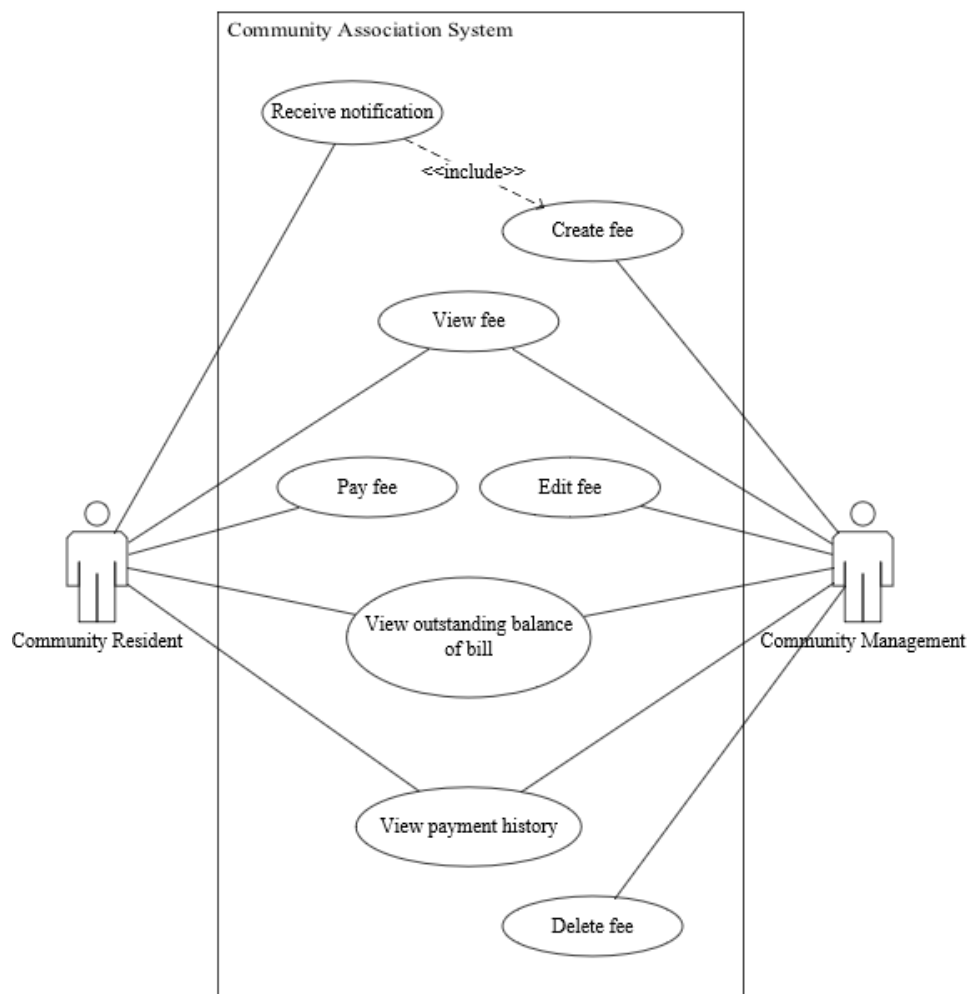 Community Association System
Receive notification
<<include>>
Create fee
View fee
Pay fee
Edit fee
Community Resident
View outstanding balance
of bill
Community Management
View payment history
Delete fee